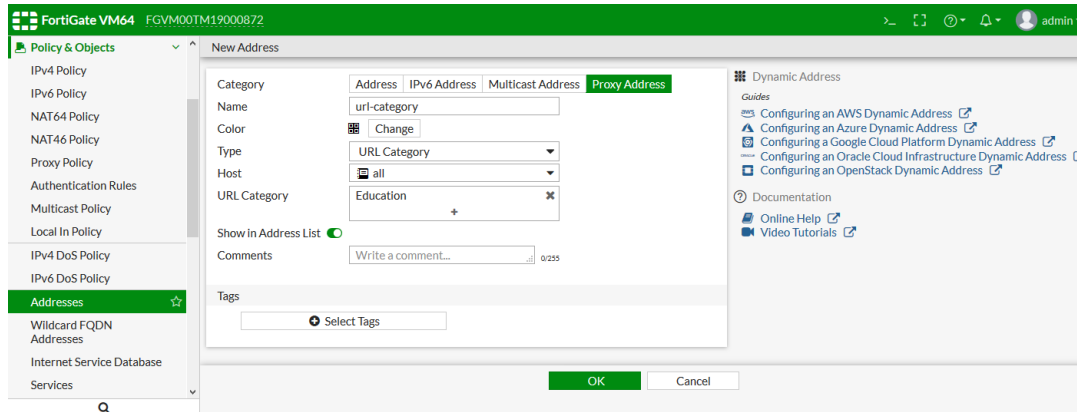 FortiGate VM64 FGVM00TM19000872
>_ admin
Policy & Objects
IPv4 Policy
IPv6 Policy
NAT64 Policy
NAT46 Policy
Proxy Policy
Authentication Rules
Multicast Policy
Local In Policy
IPv4 DoS Policy
IPv6 DoS Policy
Addresses
Wildcard FQDN
Addresses
Internet Service Database
Services
New Address
Category Address IPv6 Address Multicast Address Proxy Address
Name url-category
Color Change
Type URL Category
Host all
URL Category Education
+
Show in Address List
Comments Write a comment... 0/255
Tags
Select Tags
OK Cancel
Dynamic Address
Guides
aws Configuring an AWS Dynamic Address
Configuring an Azure Dynamic Address
Configuring a Google Cloud Platform Dynamic Address
Configuring an Oracle Cloud Infrastructure Dynamic Address
Configuring an OpenStack Dynamic Address
Documentation
Online Help
Video Tutorials